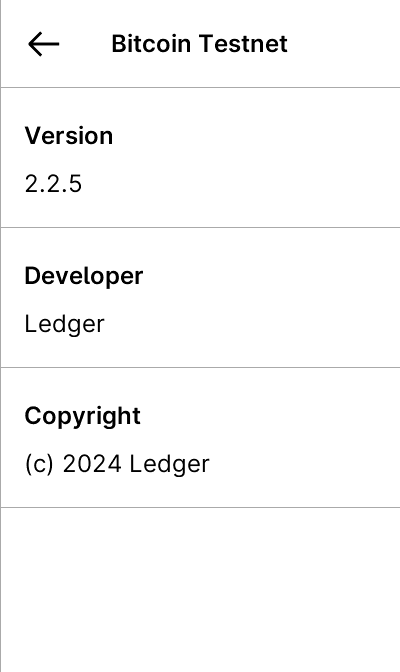 Bitcoin Testnet
Version
2.2.5
Developer
Ledger
Copyright
(c) 2024 Ledger